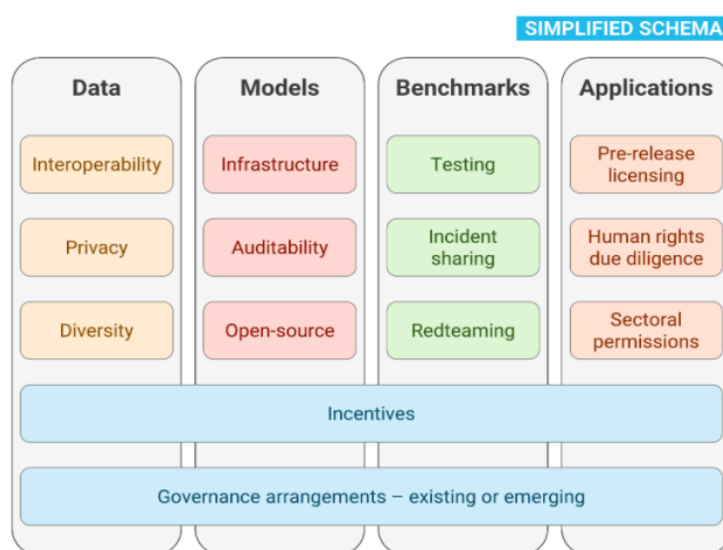 SIMPLIFIED SCHEMA
Data
Models
Benchmarks
Applications
Interoperability
Infrastructure
Testing
Pre-release
licensing
Privacy
Auditability
Incident
sharing
Human rights
due diligence
Diversity
Open-source
Redteaming
Sectoral
permissions
Incentives
Governance arrangements – existing or emerging